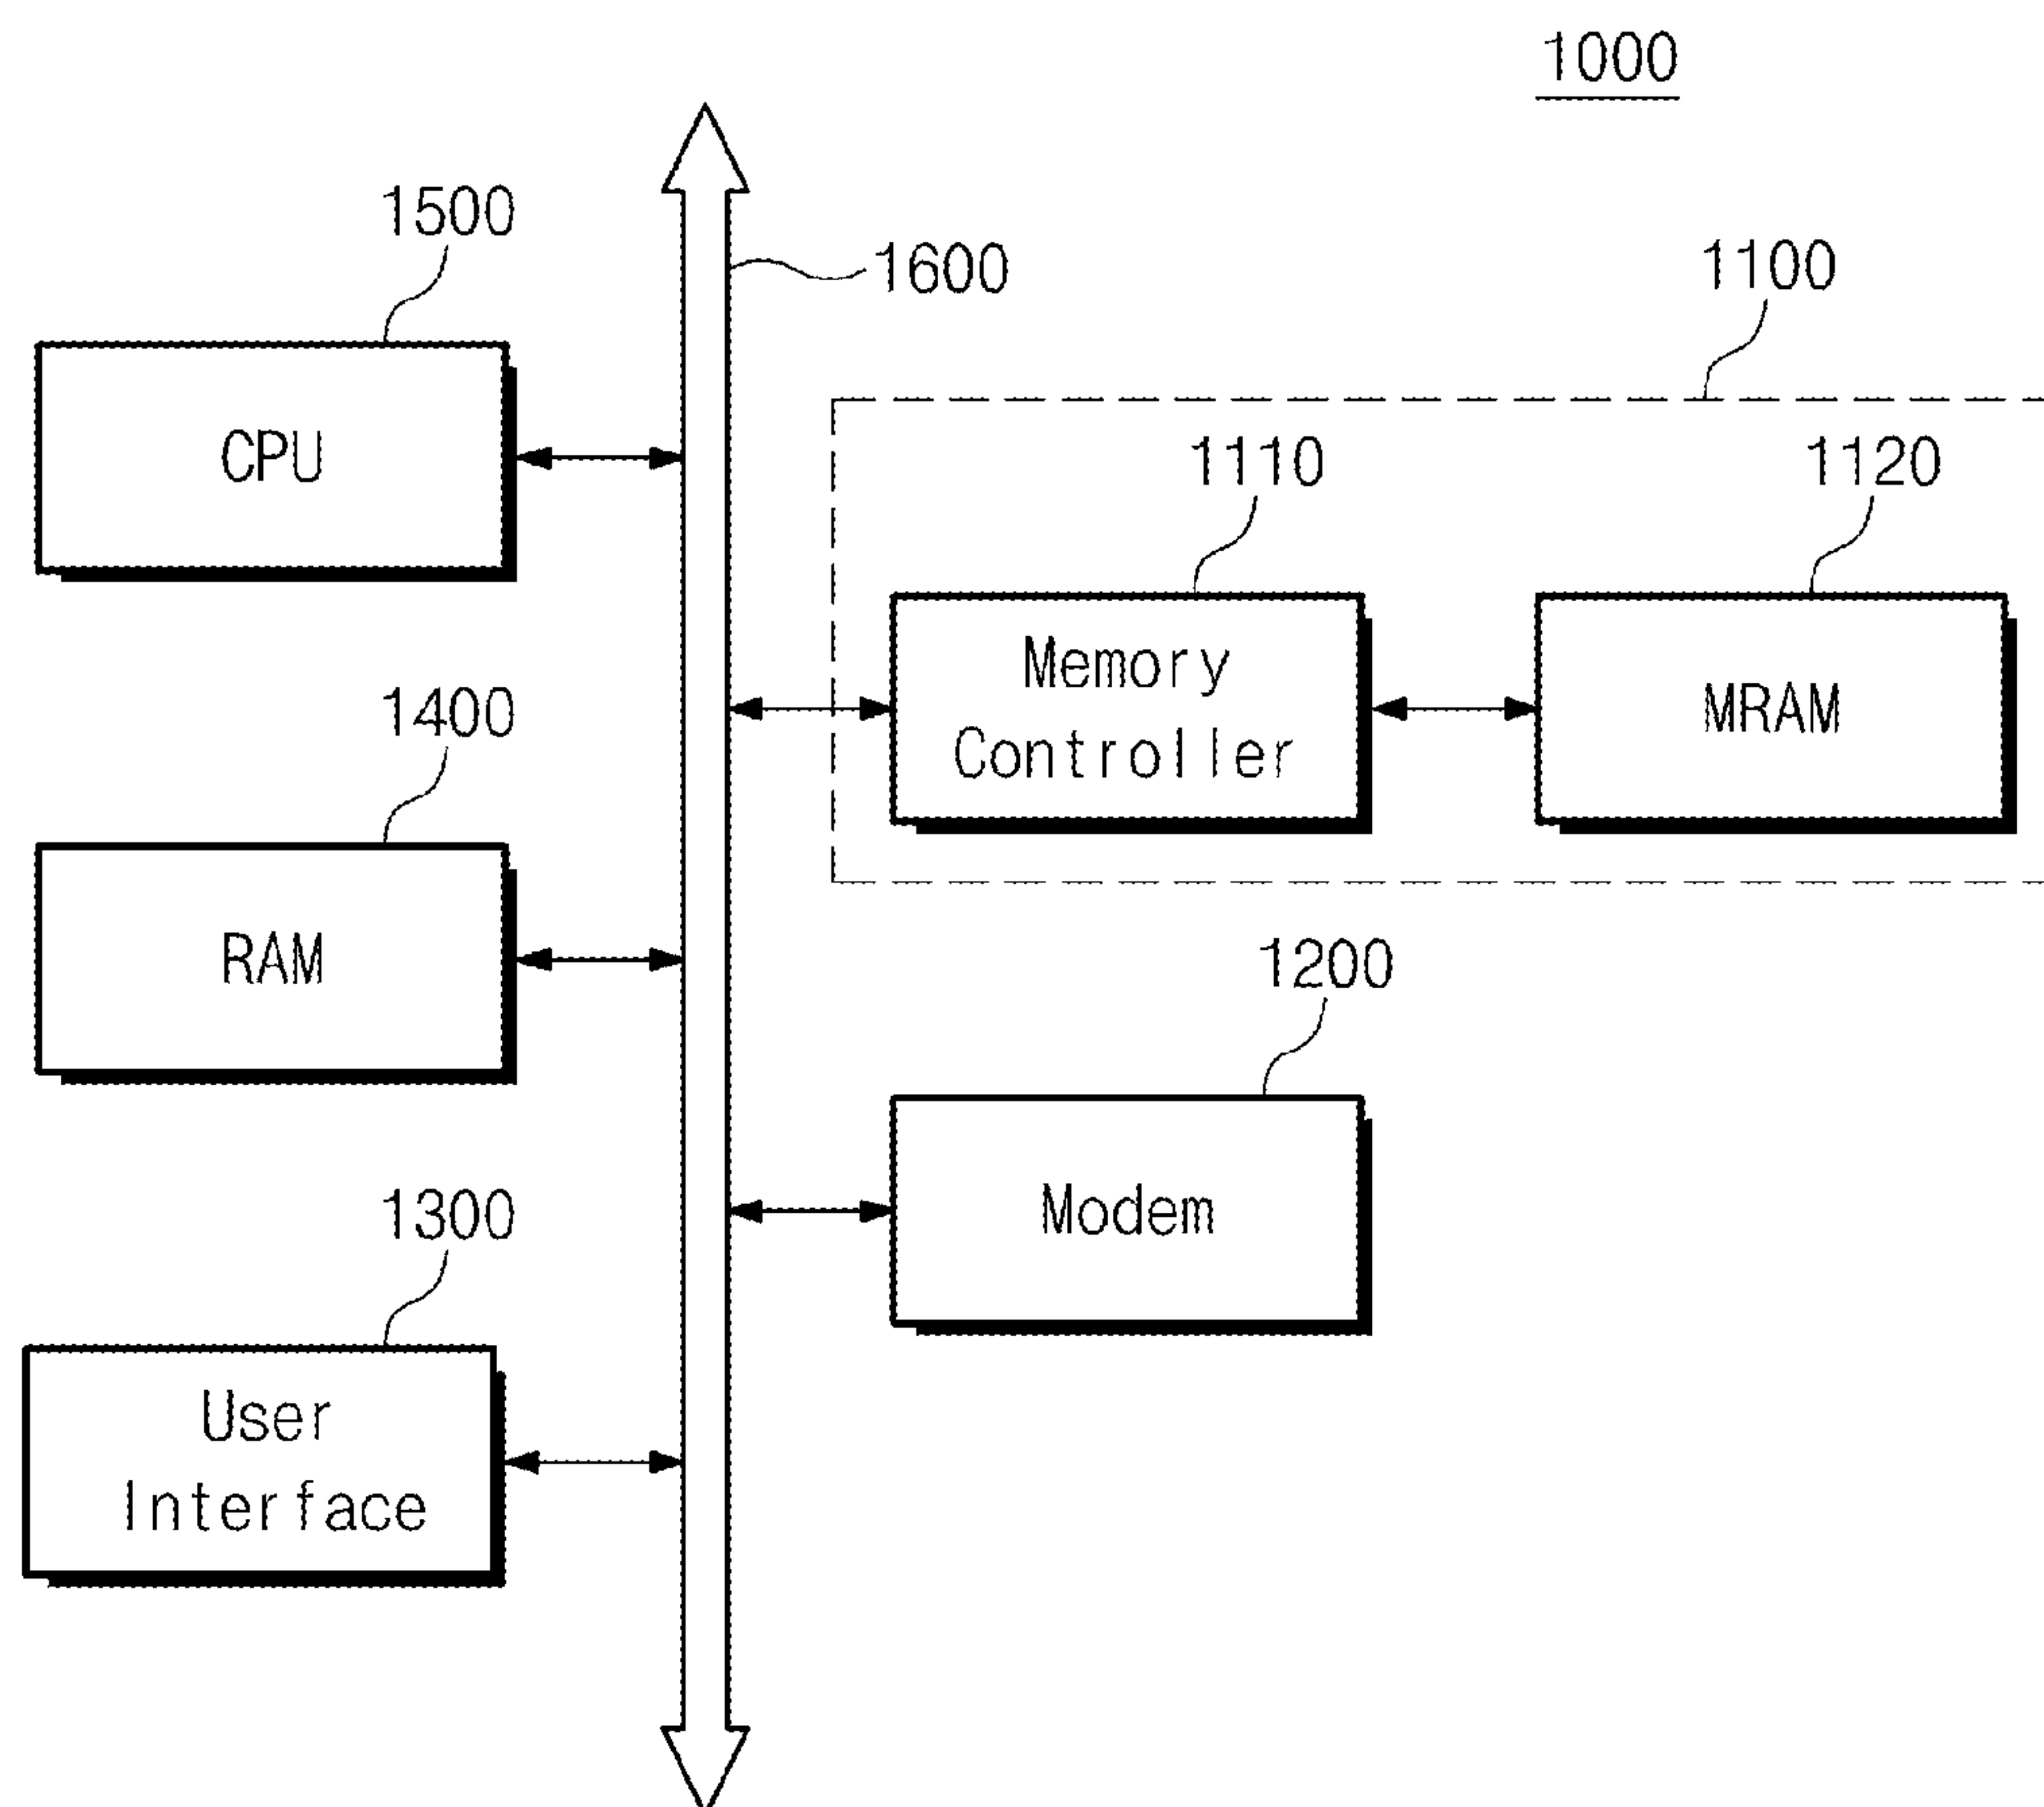 1000
1500
1600
1100
CPU
1110
1120
Memory
Controller
MRAM
1400
RAM
1200
Modem
1300
User
Interface